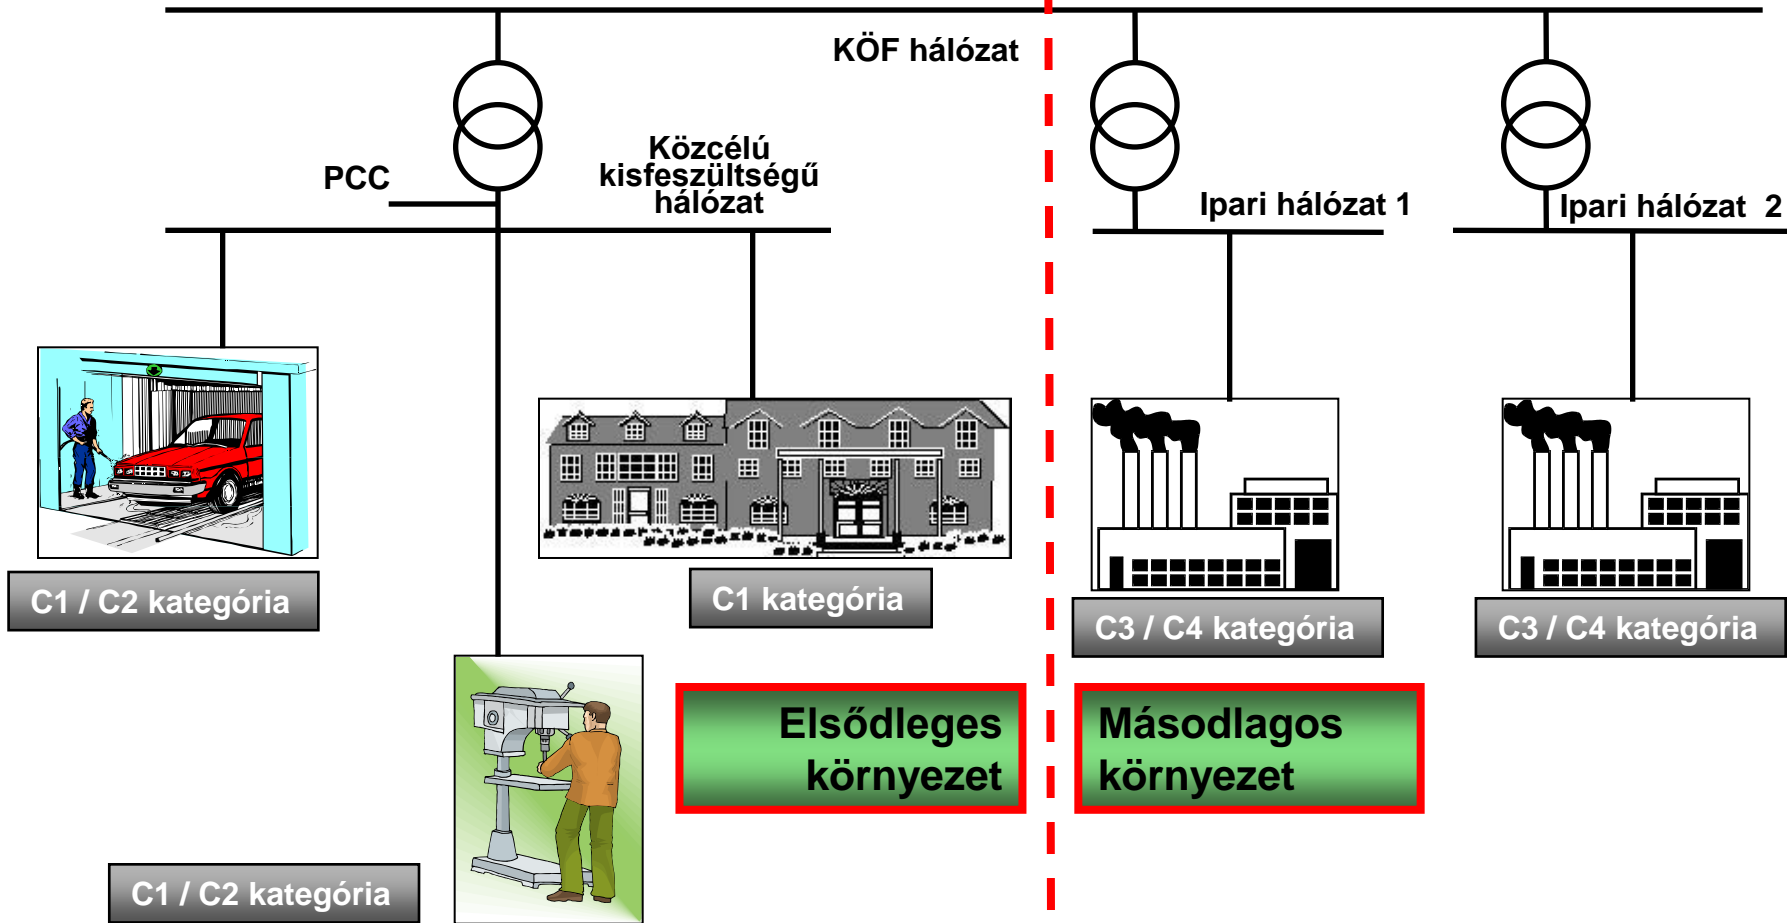 KÖF hálózat
PCC
Közcélú
kisfeszültségű
hálózat
Ipari hálózat 1
Ipari hálózat 2
C1 / C2 kategória
C1 kategória
C3 / C4 kategória
C3 / C4 kategória
Elsődleges
környezet
Másodlagos
környezet
C1 / C2 kategória